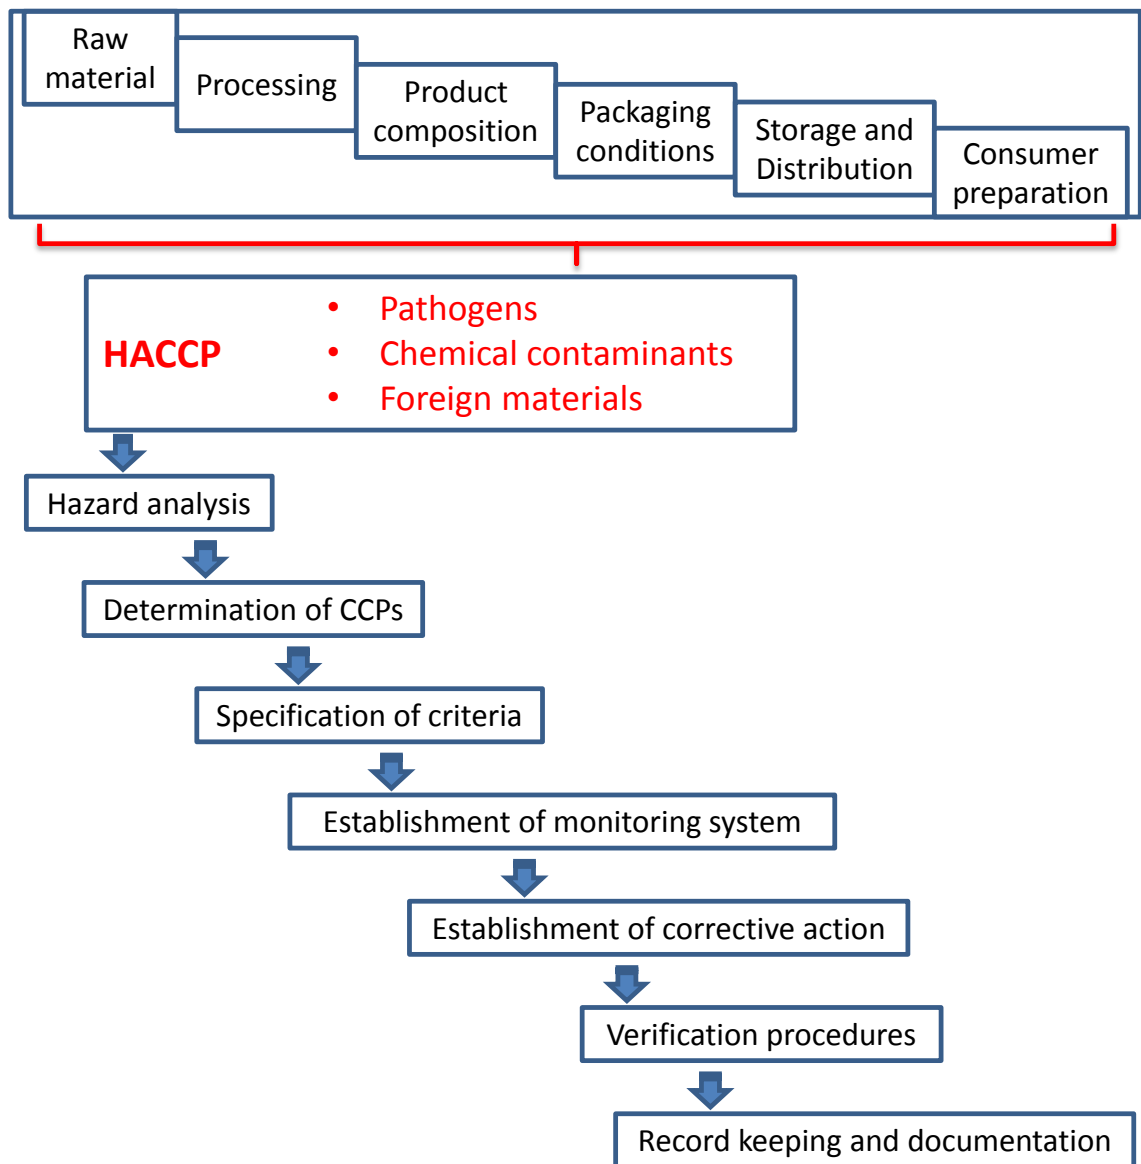 Raw
material
Processing
Product
composition
Packaging
conditions
Storage and
Distribution
Consumer
preparation
HACCP
• Pathogens
• Chemical contaminants
• Foreign materials
Hazard analysis
Determination of CCPs
Specification of criteria
Establishment of monitoring system
Establishment of corrective action
Verification procedures
Record keeping and documentation